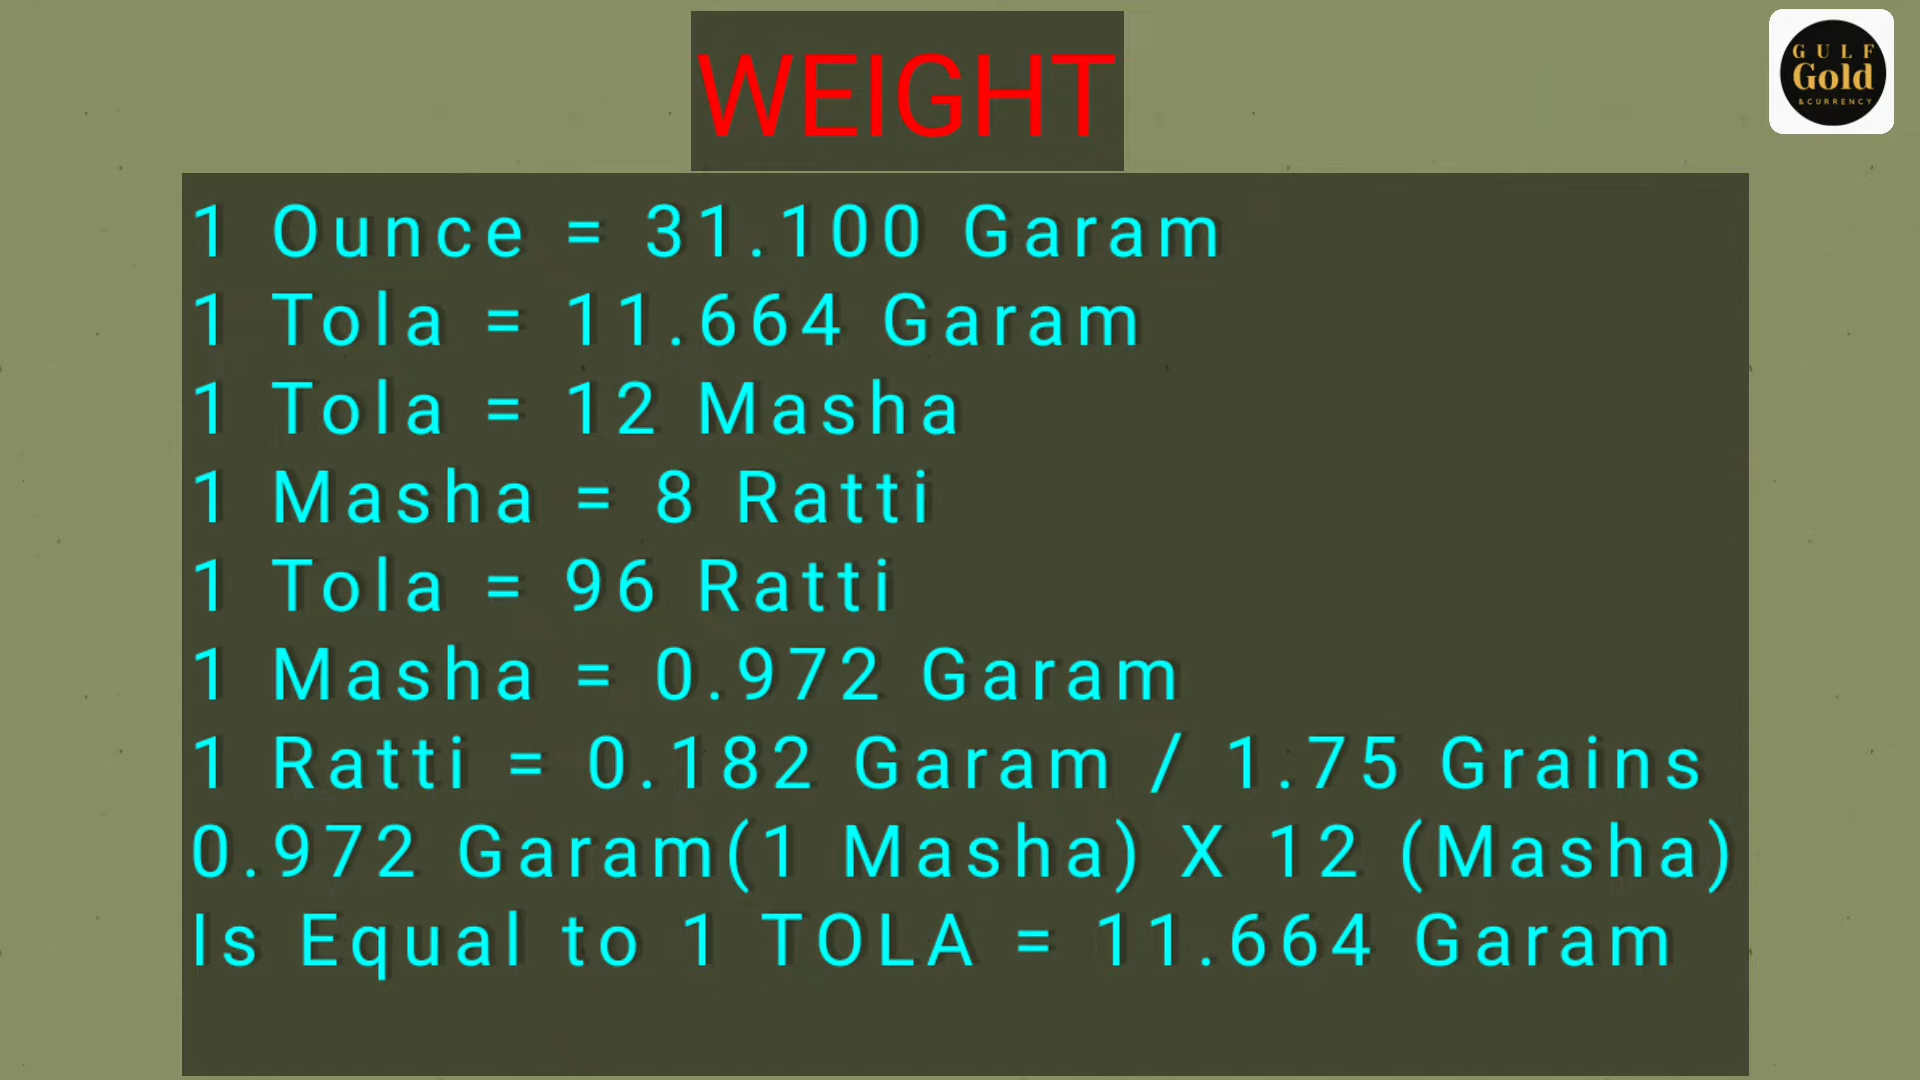 WEIGHT
GULF
Gold
&CURRENCY
1 Ounce = 31.100 Garam
1 Tola = 11.664 Garam
1 Tola = 12 Masha
1 Masha = 8 Ratti
1 Tola = 96 Ratti
1 Masha = 0.972 Garam
1 Ratti = 0.182 Garam / 1.75 Grains
0.972 Garam(1 Masha) X 12 (Masha)
Is Equal to 1 TOLA = 11.664 Garam